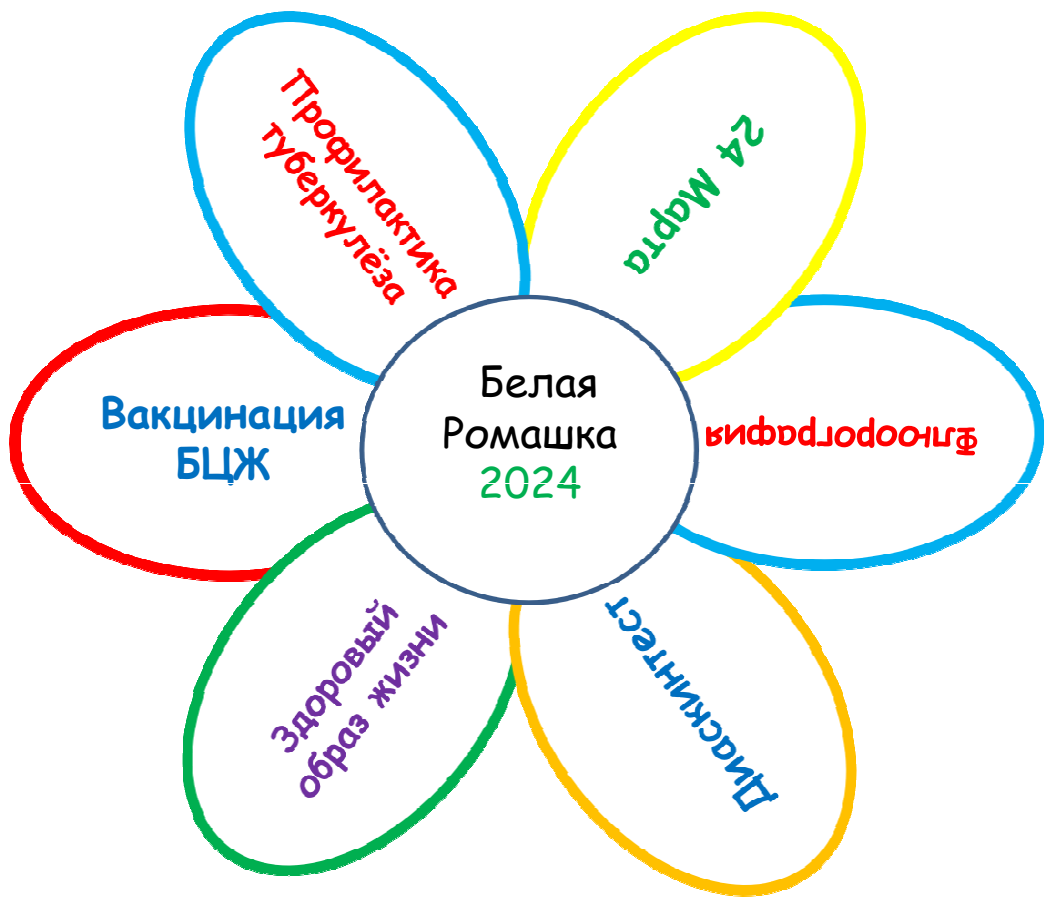 Профилактика
туберкулёза
24 Марта
Вакцинация
БЦЖ
Белая
Ромашка
2024
Флюорография
Здоровый
образ жизни
Диаскинтест